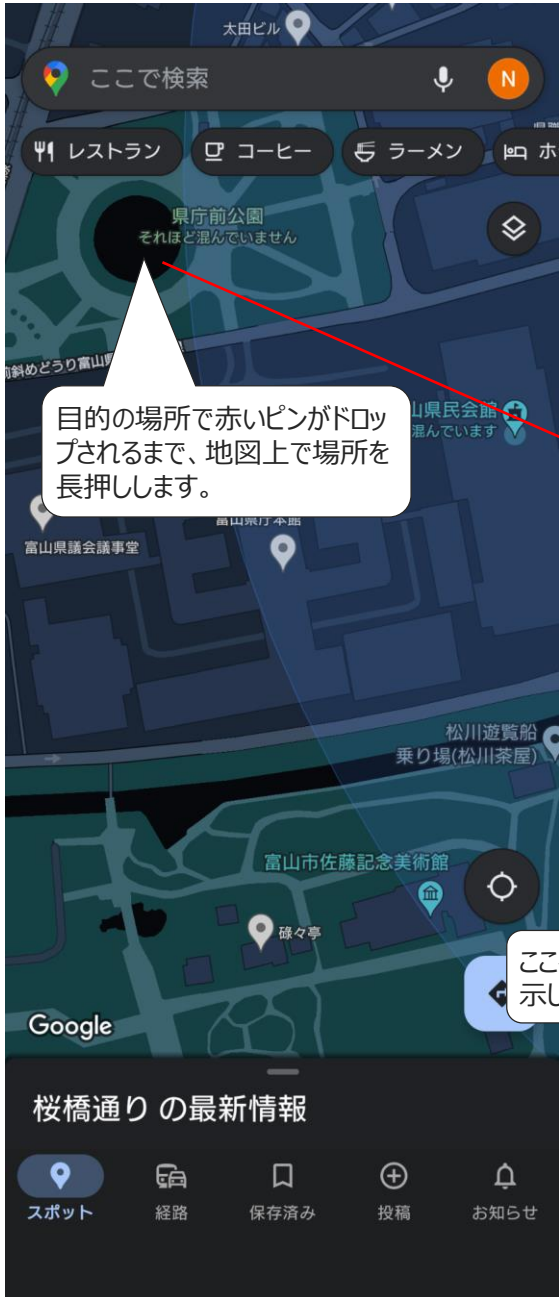 太田ビル
ここで検索
N
レストラン
コーヒー
ラーメン
ホ
県庁前公園
それほど混んでいません
斜めどうり富山県
目的の場所で赤いピンがドロッ
プされるまで、地図上で場所を
長押しします。
山県民会館
混んでいます
富山県議会議事堂
富山県庁本館
松川遊覧船
乗り場(松川茶屋)
富山市佐藤記念美術館
碌々亭
ここ
示し
Google
桜橋通り の最新情報
スポット
経路
保存済み
投稿
お知らせ